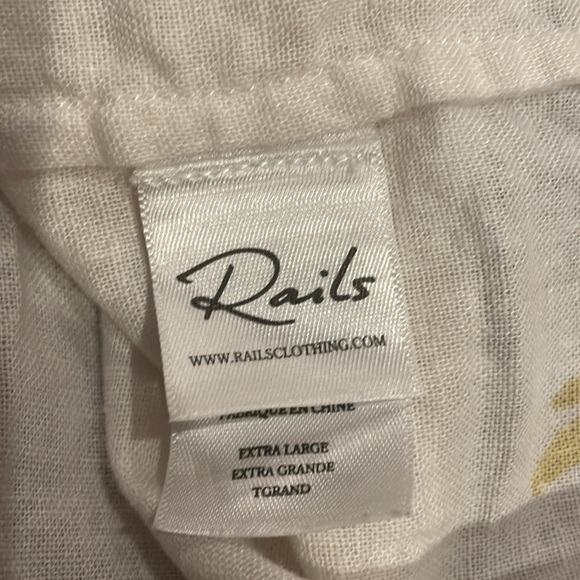 Rails
WWW.RAILSCLOTHING.COM
FABRIQUE EN CHINE
EXTRA LARGE
EXTRA GRANDE
TGRAND